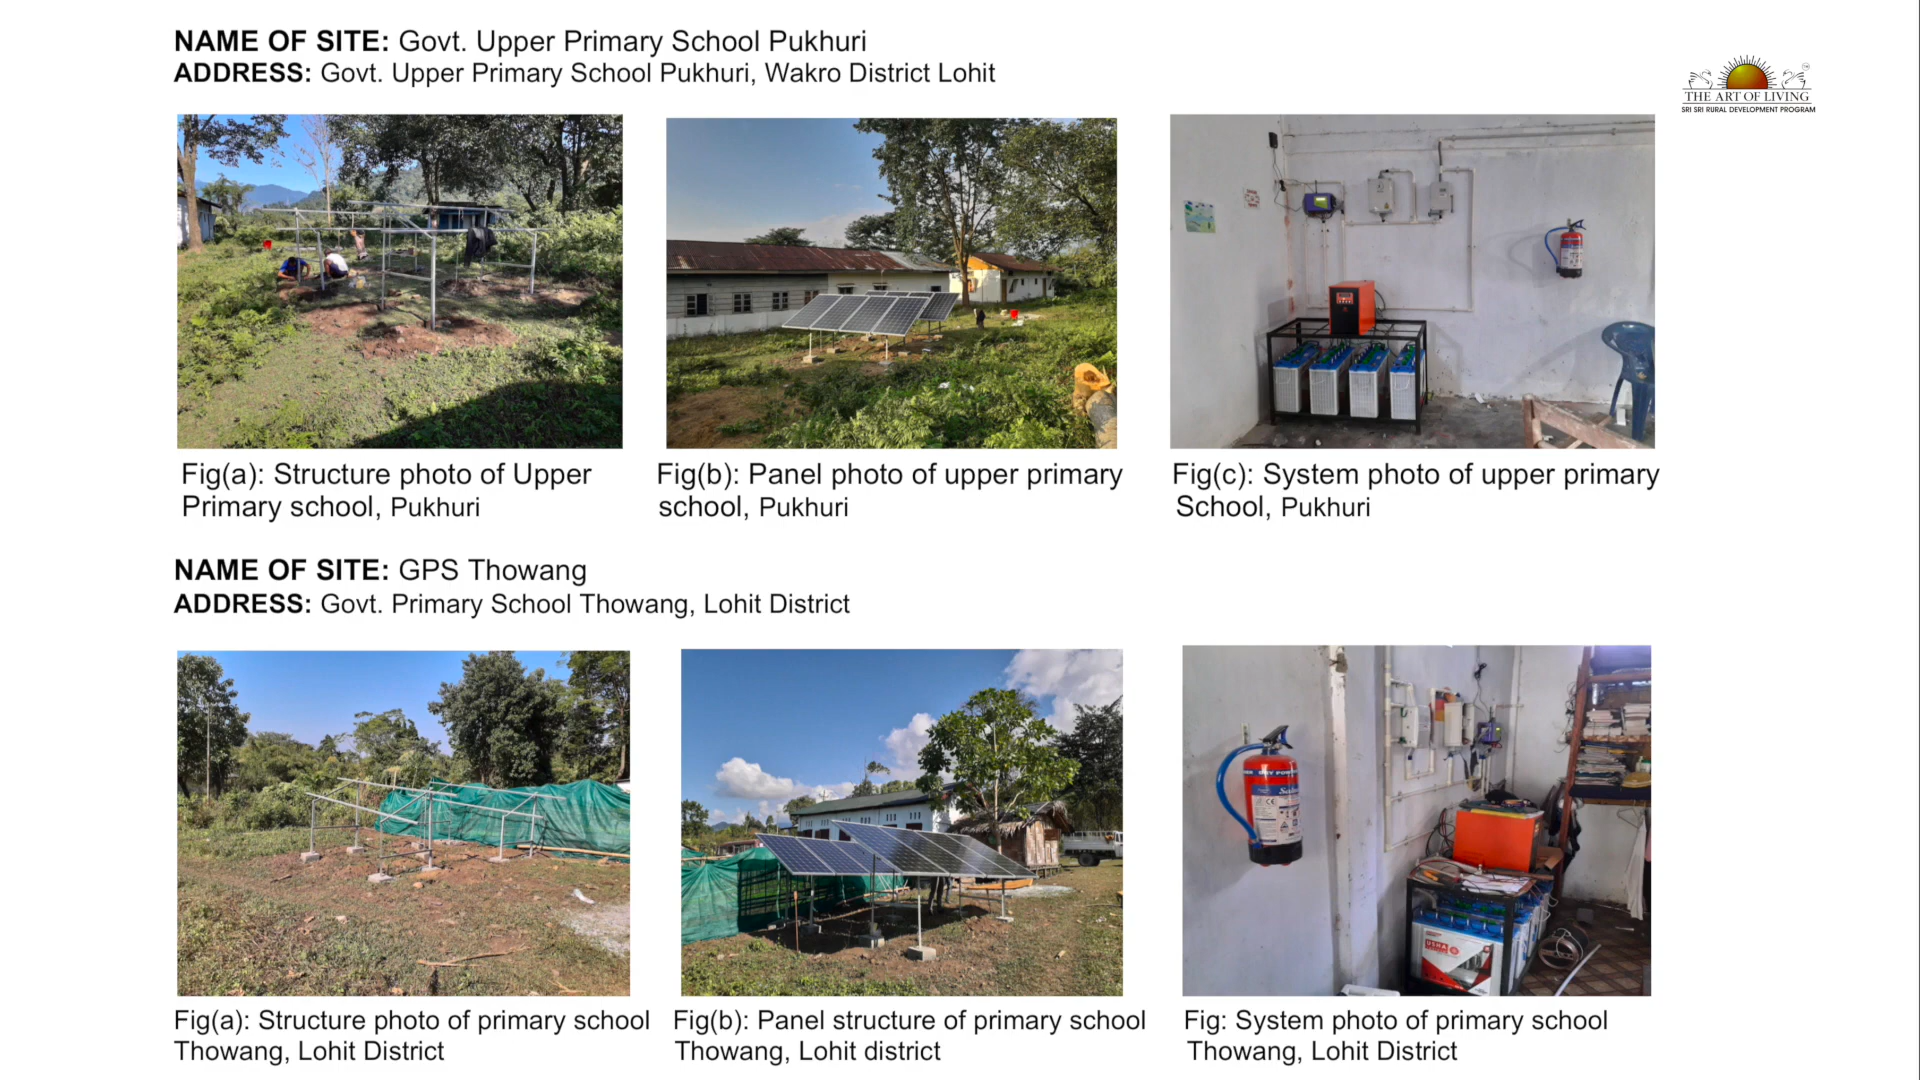 NAME OF SITE: Govt. Upper Primary School Pukhuri
ADDRESS: Govt. Upper Primary School Pukhuri, Wakro District Lohit
THE ART OF LIVING
SRI SRI RURAL DEVELOPMENT PROGRAM
Fig(a): Structure photo of Upper
Primary school, Pukhuri
Fig(b): Panel photo of upper primary
school, Pukhuri
Fig(c): System photo of upper primary
School, Pukhuri
NAME OF SITE: GPS Thowang
ADDRESS: Govt. Primary School Thowang, Lohit District
DRY POW
USHA
Fig(a): Structure photo of primary school
Thowang, Lohit District
Fig(b): Panel structure of primary school
Thowang, Lohit district
Fig: System photo of primary school
Thowang, Lohit District